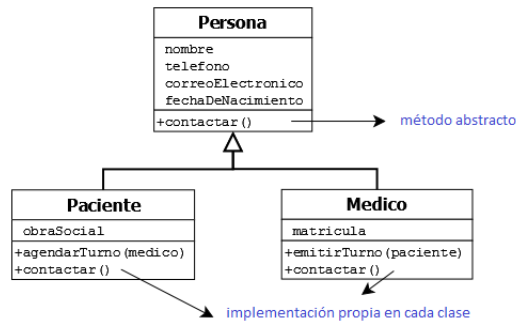 Persona
nombre
telefono
correoElectronico
fechaDeNacimiento
+contactar()
método abstracto
Paciente
obraSocial
+agendarTurno(medico)
+contactar()
Medico
matricula
+emitirTurno(paciente)
+contactar()
implementación propia en cada clase